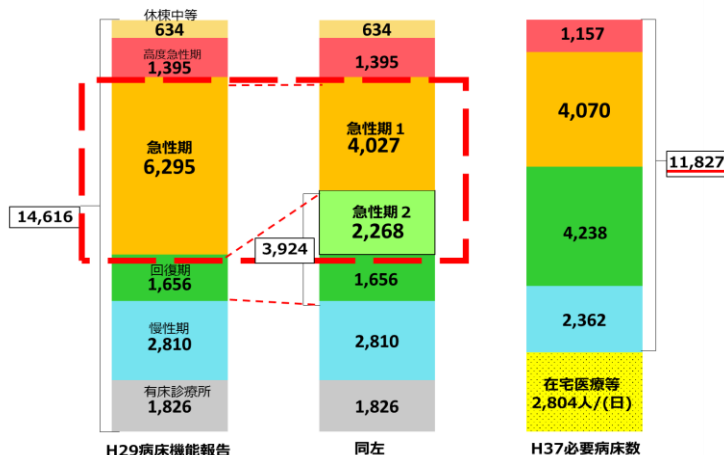 休棟中等
634
高度急性期
1,395
急性期
6,295
14,616
回復期
1,656
慢性期
2,810
有床診療所
1,826
H29病床機能報告
634
1,395
急性期１
4,027
急性期２
2,268
3,924
1,656
2,810
1,826
同左
1,157
4,070
11,827
4,238
2,362
在宅医療等
2,804人/(日)
H37必要病床数